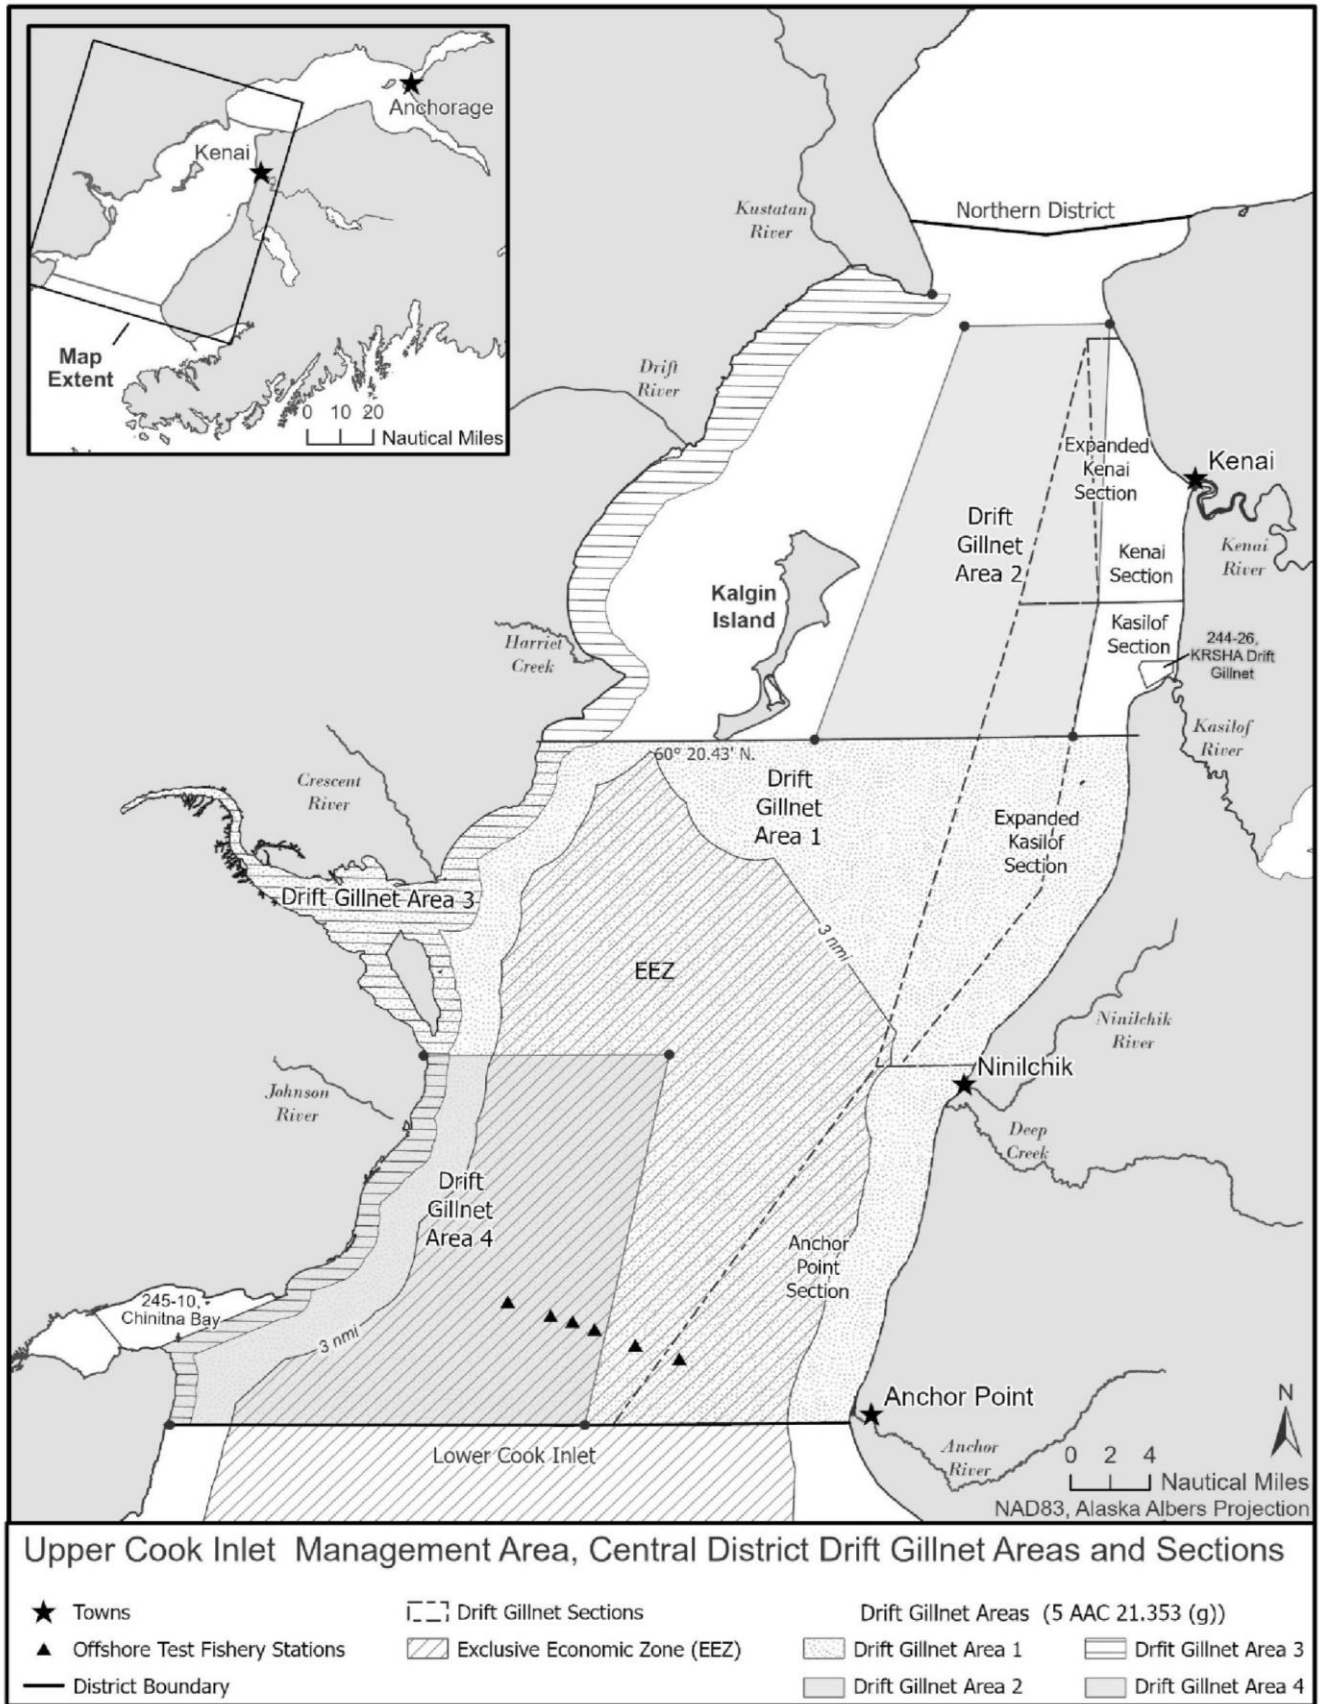 Anchorage
Kenai
Map
Extent
0 10 20
Nautical Miles
Northern District
Kustatan
River
Drift
River
Expanded
Kenai
Section
Kenai
Drift
Gillnet
Area 2
Kenai
Section
Kenai
River
Kalgin
Island
Kasilof
Section
244-26,
KRSHA Drift
Gillnet
Harriet
Creek
Kasilof
River
60° 20.43' N.
Crescent
River
Drift
Gillnet
Area 1
Expanded
Kasilof
Section
Drift Gillnet Area 3
3 nmi
EEZ
Ninilchik
River
Ninilchik
Johnson
River
Deep
Creek
Drift
Gillnet
Area 4
Anchor
Point
Section
245-10,
Chinitna Bay
3 nmi
Anchor Point
N
Lower Cook Inlet
Anchor
River
0 2 4
Nautical Miles
NAD83, Alaska Albers Projection
Upper Cook Inlet Management Area, Central District Drift Gillnet Areas and Sections
Towns
Drift Gillnet Sections
Drift Gillnet Areas (5 AAC 21.353 (g))
Offshore Test Fishery Stations
Exclusive Economic Zone (EEZ)
Drift Gillnet Area 1
Drfit Gillnet Area 3
District Boundary
Drift Gillnet Area 2
Drift Gillnet Area 4